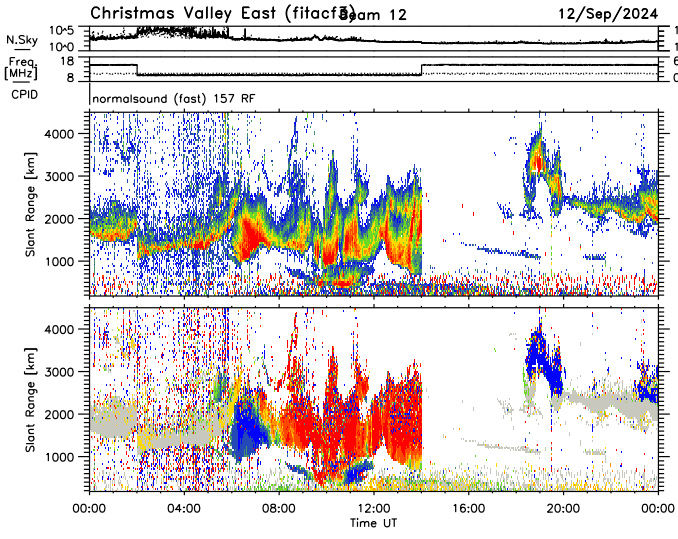 Christmas Valley East (fitacf3) Beam 12 12/Sep/2024
N.Sky 10^5 10^0
Freq. [MHz] 18 8
CPID normalsound (fast) 157 RF
Slant Range [km] 4000 3000 2000 1000
Slant Range [km] 4000 3000 2000 1000
00:00 04:00 08:00 12:00 16:00 20:00 00:00
Time UT